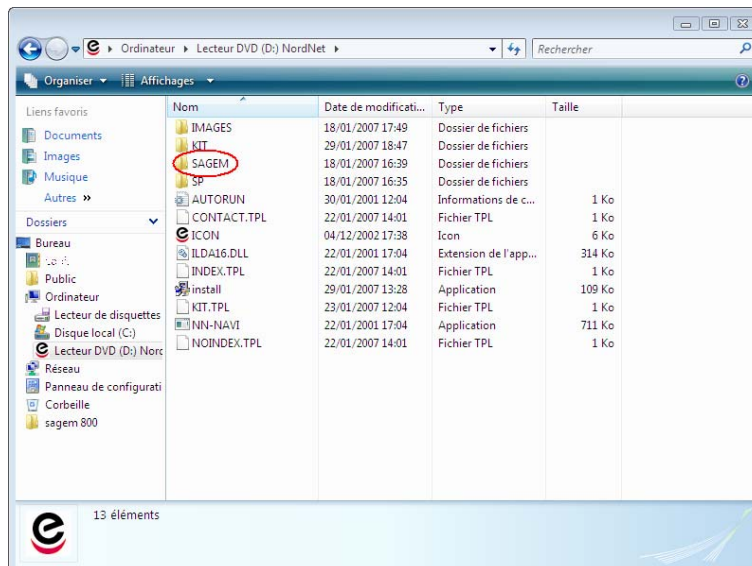 Ordinateur Lecteur DVD (D:) NordNet
Rechercher
Organiser Affichages
Liens favoris
Documents
Images
Musique
Autres »
Dossiers
Bureau
Public
Ordinateur
Lecteur de disquettes
Disque local (C:)
Lecteur DVD (D:) Nord
Réseau
Panneau de configurati
Corbeille
sagem 800
Nom Date de modificati... Type Taille
IMAGES 18/01/2007 17:49 Dossier de fichiers
KIT 29/01/2007 18:47 Dossier de fichiers
SAGEM 18/01/2007 16:39 Dossier de fichiers
SP 18/01/2007 16:35 Dossier de fichiers
AUTORUN 30/01/2001 12:04 Informations de c... 1 Ko
CONTACT.TPL 22/01/2007 14:01 Fichier TPL 1 Ko
ICON 04/12/2002 17:38 Icon 6 Ko
ILDA16.DLL 22/01/2001 17:04 Extension de l'app... 314 Ko
INDEX.TPL 22/01/2007 14:01 Fichier TPL 1 Ko
install 29/01/2007 13:28 Application 109 Ko
KIT.TPL 23/01/2007 12:04 Fichier TPL 1 Ko
NN-NAVI 22/01/2001 17:04 Application 711 Ko
NOINDEX.TPL 22/01/2007 14:01 Fichier TPL 1 Ko
13 éléments